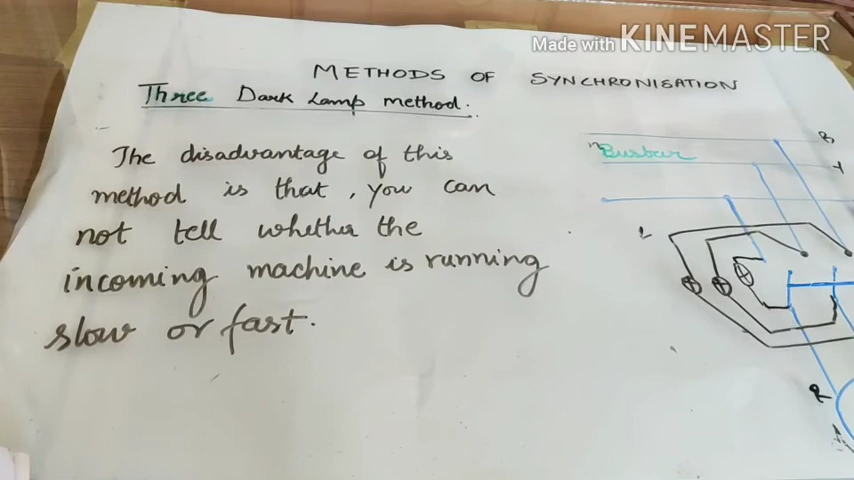 Made with KINEMASTER
METHODS OF SYNCHRONISATION
Three Dark Lamp method.
The disadvantage of this
method is that, you can
not tell whether the
incoming machine is running
slow or fast.
Busbar
R